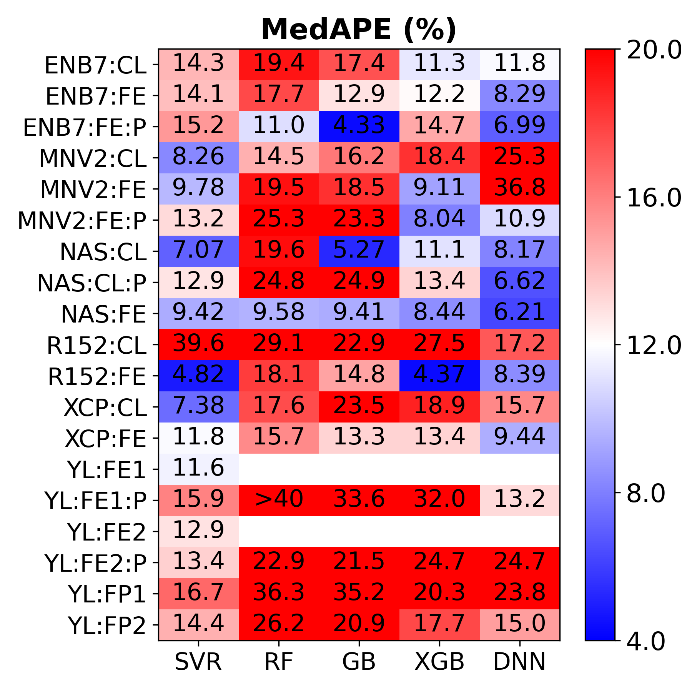 MedAPE (%)
ENB7:CL 14.3 19.4 17.4 11.3 11.8
ENB7:FE 14.1 17.7 12.9 12.2 8.29
ENB7:FE:P 15.2 11.0 4.33 14.7 6.99
MNV2:CL 8.26 14.5 16.2 18.4 25.3
MNV2:FE 9.78 19.5 18.5 9.11 36.8
MNV2:FE:P 13.2 25.3 23.3 8.04 10.9
NAS:CL 7.07 19.6 5.27 11.1 8.17
NAS:CL:P 12.9 24.8 24.9 13.4 6.62
NAS:FE 9.42 9.58 9.41 8.44 6.21
R152:CL 39.6 29.1 22.9 27.5 17.2
R152:FE 4.82 18.1 14.8 4.37 8.39
XCP:CL 7.38 17.6 23.5 18.9 15.7
XCP:FE 11.8 15.7 13.3 13.4 9.44
YL:FE1 11.6
YL:FE1:P 15.9 >40 33.6 32.0 13.2
YL:FE2 12.9
YL:FE2:P 13.4 22.9 21.5 24.7 24.7
YL:FP1 16.7 36.3 35.2 20.3 23.8
YL:FP2 14.4 26.2 20.9 17.7 15.0
SVR RF GB XGB DNN
20.0
16.0
12.0
8.0
4.0